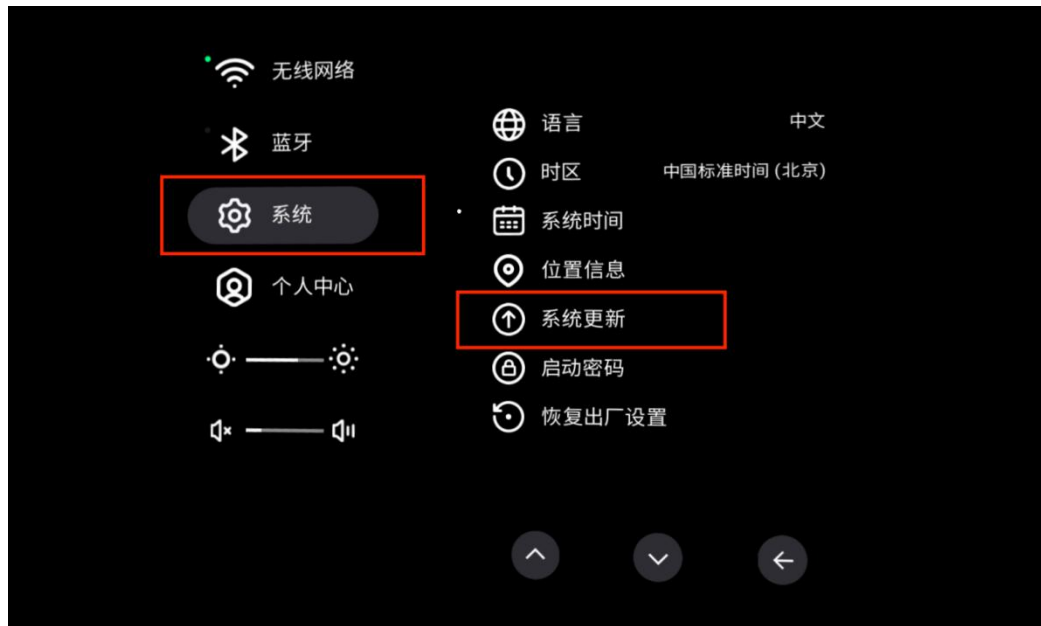 无线网络
蓝牙
系统
个人中心
语言 中文
时区 中国标准时间 (北京)
系统时间
位置信息
系统更新
启动密码
恢复出厂设置